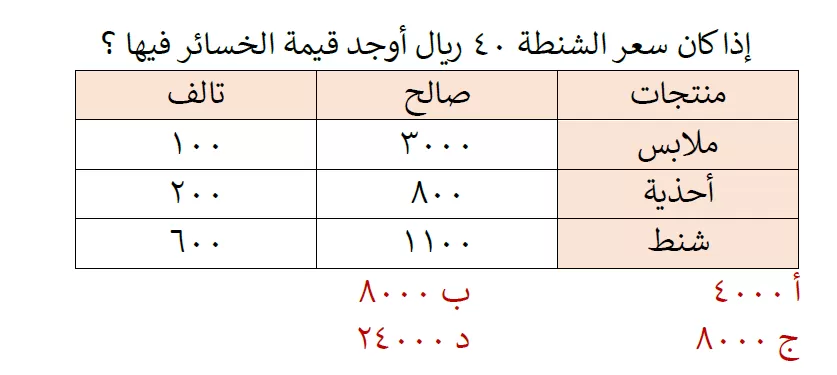 إذا كان سعر الشنطة ٤٠ ريال أوجد قيمة الخسائر فيها ؟
منتجات صالح تالف
ملابس ٣٠٠٠ ١٠٠
أحذية ٨٠٠ ٢٠٠
شنط ١١٠٠ ٦٠٠
أ ٤٠٠٠ ب ٨٠٠٠
ج ٨٠٠٠ د ٢٤٠٠٠